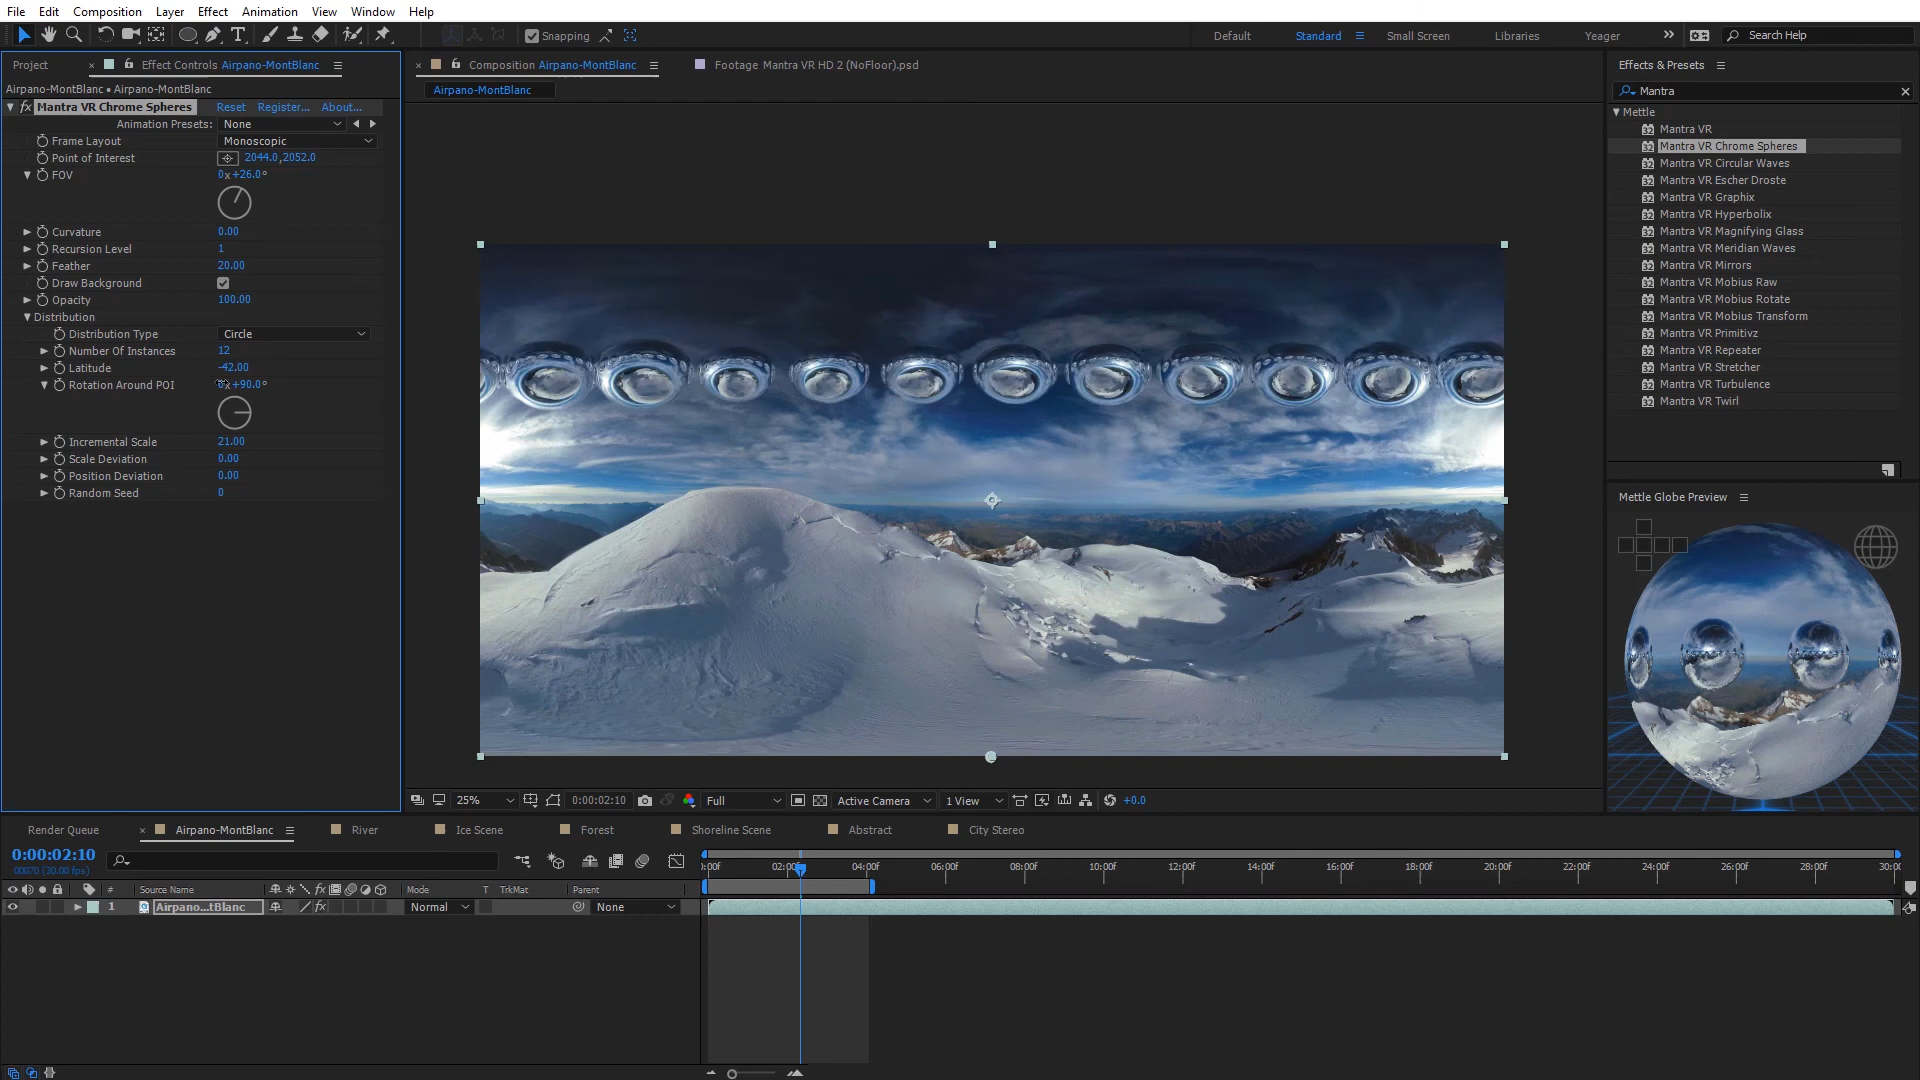 File Edit Composition Layer Effect Animation View Window Help
Snapping
Default Standard Small Screen Libraries Yeager Search Help
Project Effect Controls Airpano-MontBlanc
Composition Airpano-MontBlanc Footage Mantra VR HD 2 (NoFloor).psd
Effects & Presets
Airpano-MontBlanc • Airpano-MontBlanc
Airpano-MontBlanc
Mantra
Mantra VR Chrome Spheres Reset Register... About...
Animation Presets: None
Frame Layout Monoscopic
Point of Interest 2044.0,2052.0
FOV 0x+26.0°
Curvature 0.00
Recursion Level 1
Feather 20.00
Draw Background
Opacity 100.00
Distribution
Distribution Type Circle
Number Of Instances 12
Latitude -42.00
Rotation Around POI +90.0°
Incremental Scale 21.00
Scale Deviation 0.00
Position Deviation 0.00
Random Seed 0
Mettle
Mantra VR
Mantra VR Chrome Spheres
Mantra VR Circular Waves
Mantra VR Escher Droste
Mantra VR Graphix
Mantra VR Hyperbolix
Mantra VR Magnifying Glass
Mantra VR Meridian Waves
Mantra VR Mirrors
Mantra VR Mobius Raw
Mantra VR Mobius Rotate
Mantra VR Mobius Transform
Mantra VR Primitivz
Mantra VR Repeater
Mantra VR Stretcher
Mantra VR Turbulence
Mantra VR Twirl
Mettle Globe Preview
25% 0:00:02:10 Full Active Camera 1 View +0.0
Render Queue Airpano-MontBlanc River Ice Scene Forest Shoreline Scene Abstract City Stereo
0:00:02:10
00070 (30.00 fps)
:00f 02:00f 04:00f 06:00f 08:00f 10:00f 12:00f 14:00f 16:00f 18:00f 20:00f 22:00f 24:00f 26:00f 28:00f 30:00
# Source Name Mode T TrkMat Parent
1 Airpano...tBlanc Normal None